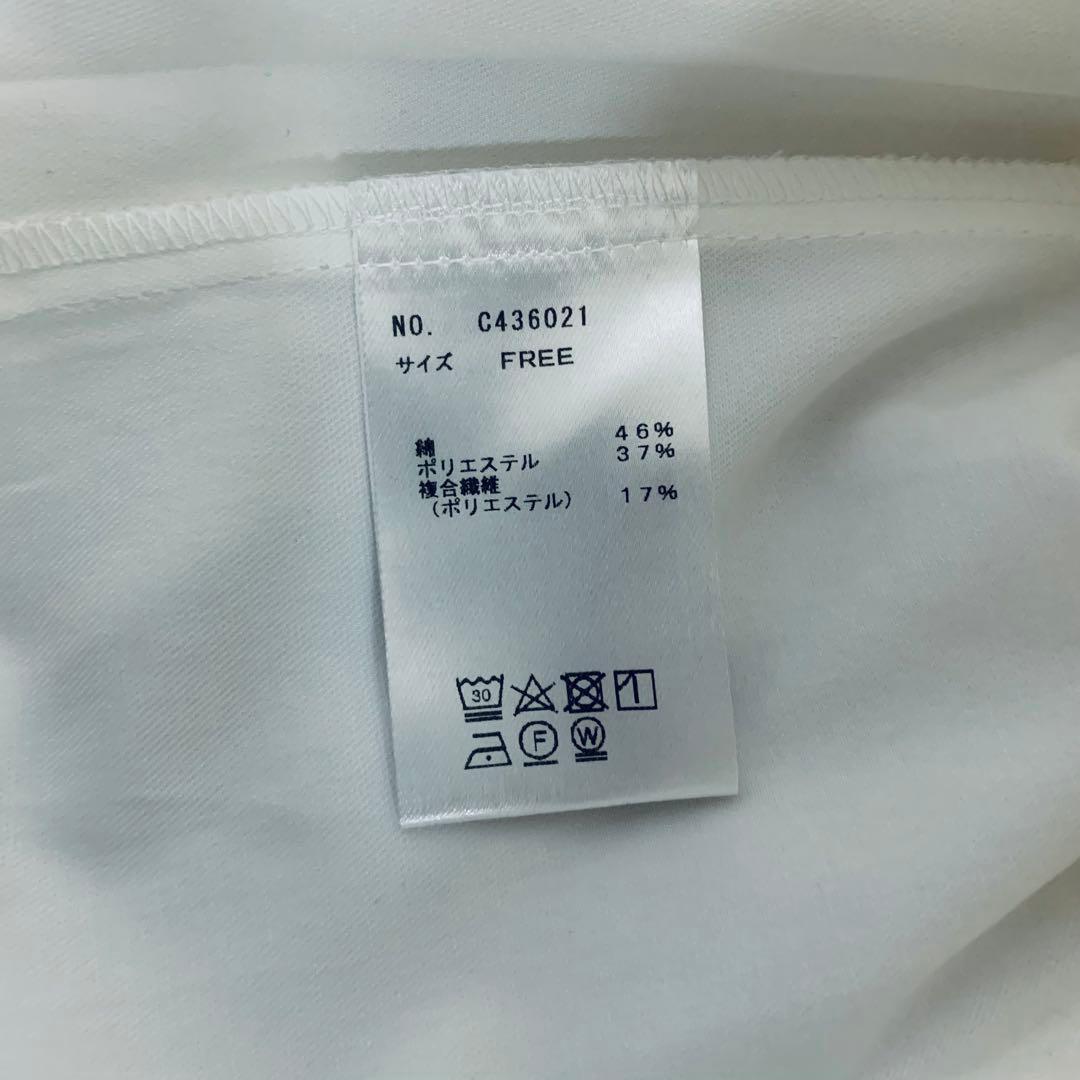 NO. C436021
サイズ FREE
綿 46%
ポリエステル 37%
複合繊維
(ポリエステル) 17%
30
F W